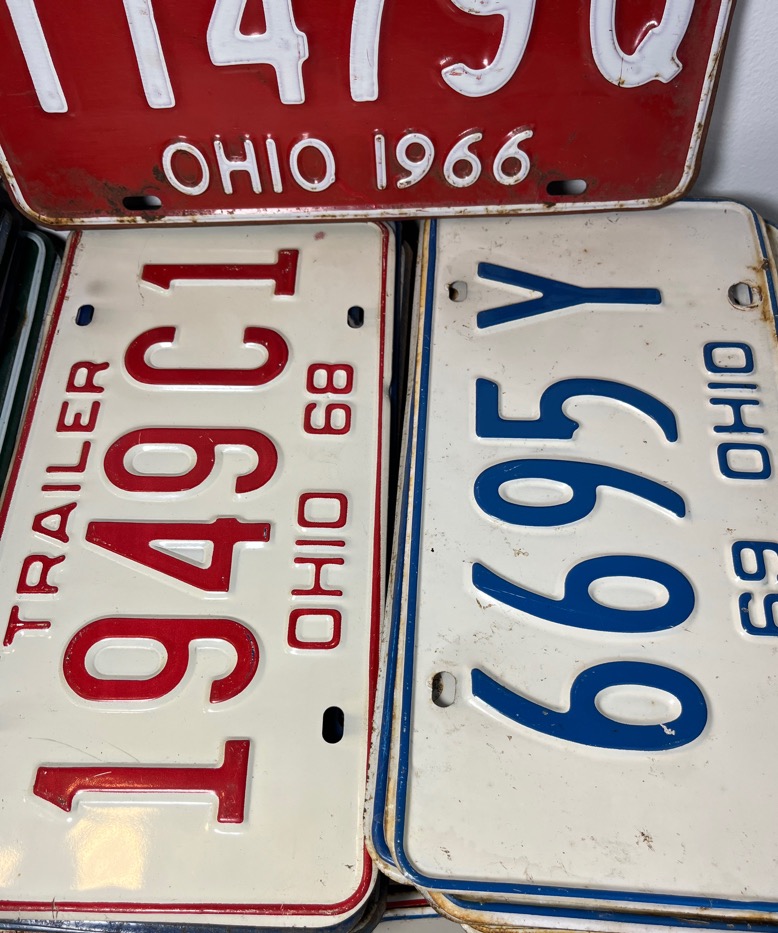 OHIO 1966
TRAILER
1949C1
OHIO 68
6695Y
69 OHIO